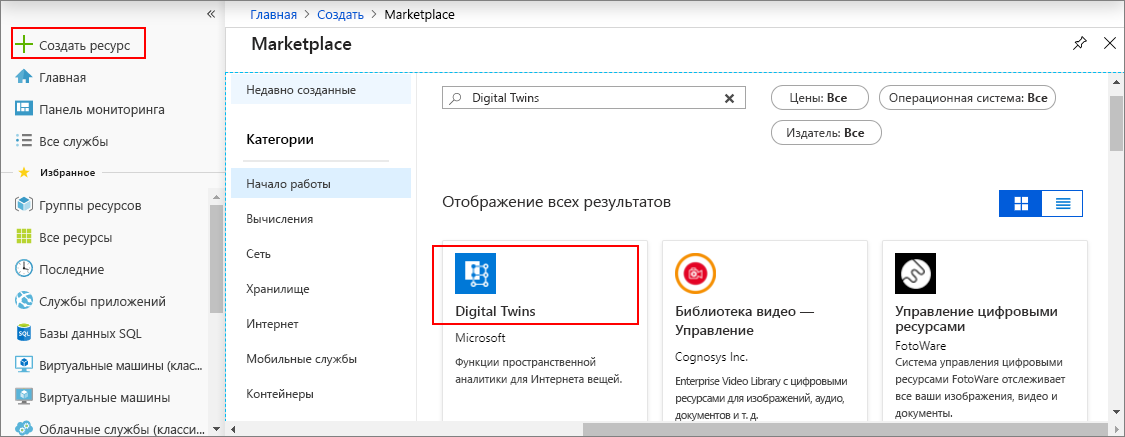 «
Создать ресурс
Главная
Панель мониторинга
Все службы
Избранное
Группы ресурсов
Все ресурсы
Последние
Службы приложений
Базы данных SQL
Виртуальные машины (клас...
Виртуальные машины
Облачные службы (класси...
Главная > Создать > Marketplace
Marketplace
Недавно созданные
Категории
Начало работы
Вычисления
Сеть
Хранилище
Интернет
Мобильные службы
Контейнеры
Digital Twins
Цены: Все
Операционная система: Все
Издатель: Все
Отображение всех результатов
Digital Twins
Microsoft
Функции пространственной
аналитики для Интернета вещей.
Библиотека видео —
Управление
Cognosys Inc.
Enterprise Video Library с цифровыми
ресурсами для изображений, аудио,
документов и т. д.
Управление цифровыми
ресурсами
FotoWare
Система управления цифровыми
ресурсами FotoWare отслеживает
все ваши изображения, видео и
документы.